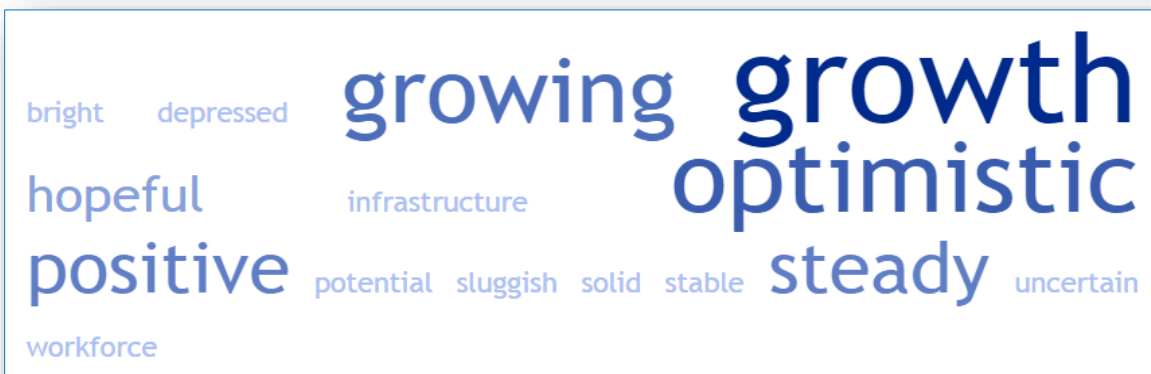 bright depressed growing growth
hopeful infrastructure optimistic
positive potential sluggish solid stable steady uncertain
workforce